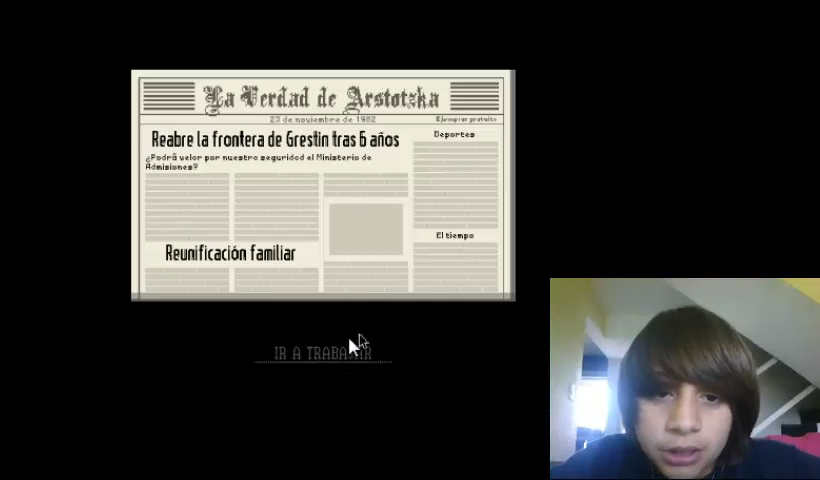 La Verdad de Arstotzka
23 de noviembre de 1982
Ejemplar gratuito
Reabre la frontera de Grestin tras 6 años
¿Podrá velar por nuestra seguridad el Ministerio de
Admisiones?
Reunificación familiar
Deportes
El tiempo
IR A TRABAJAR